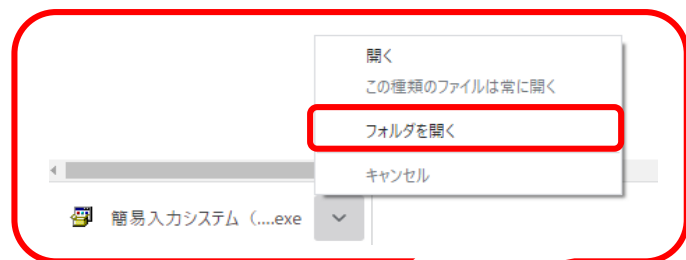 開く
この種類のファイルは常に開く
フォルダを開く
キャンセル
簡易入力システム（....exe